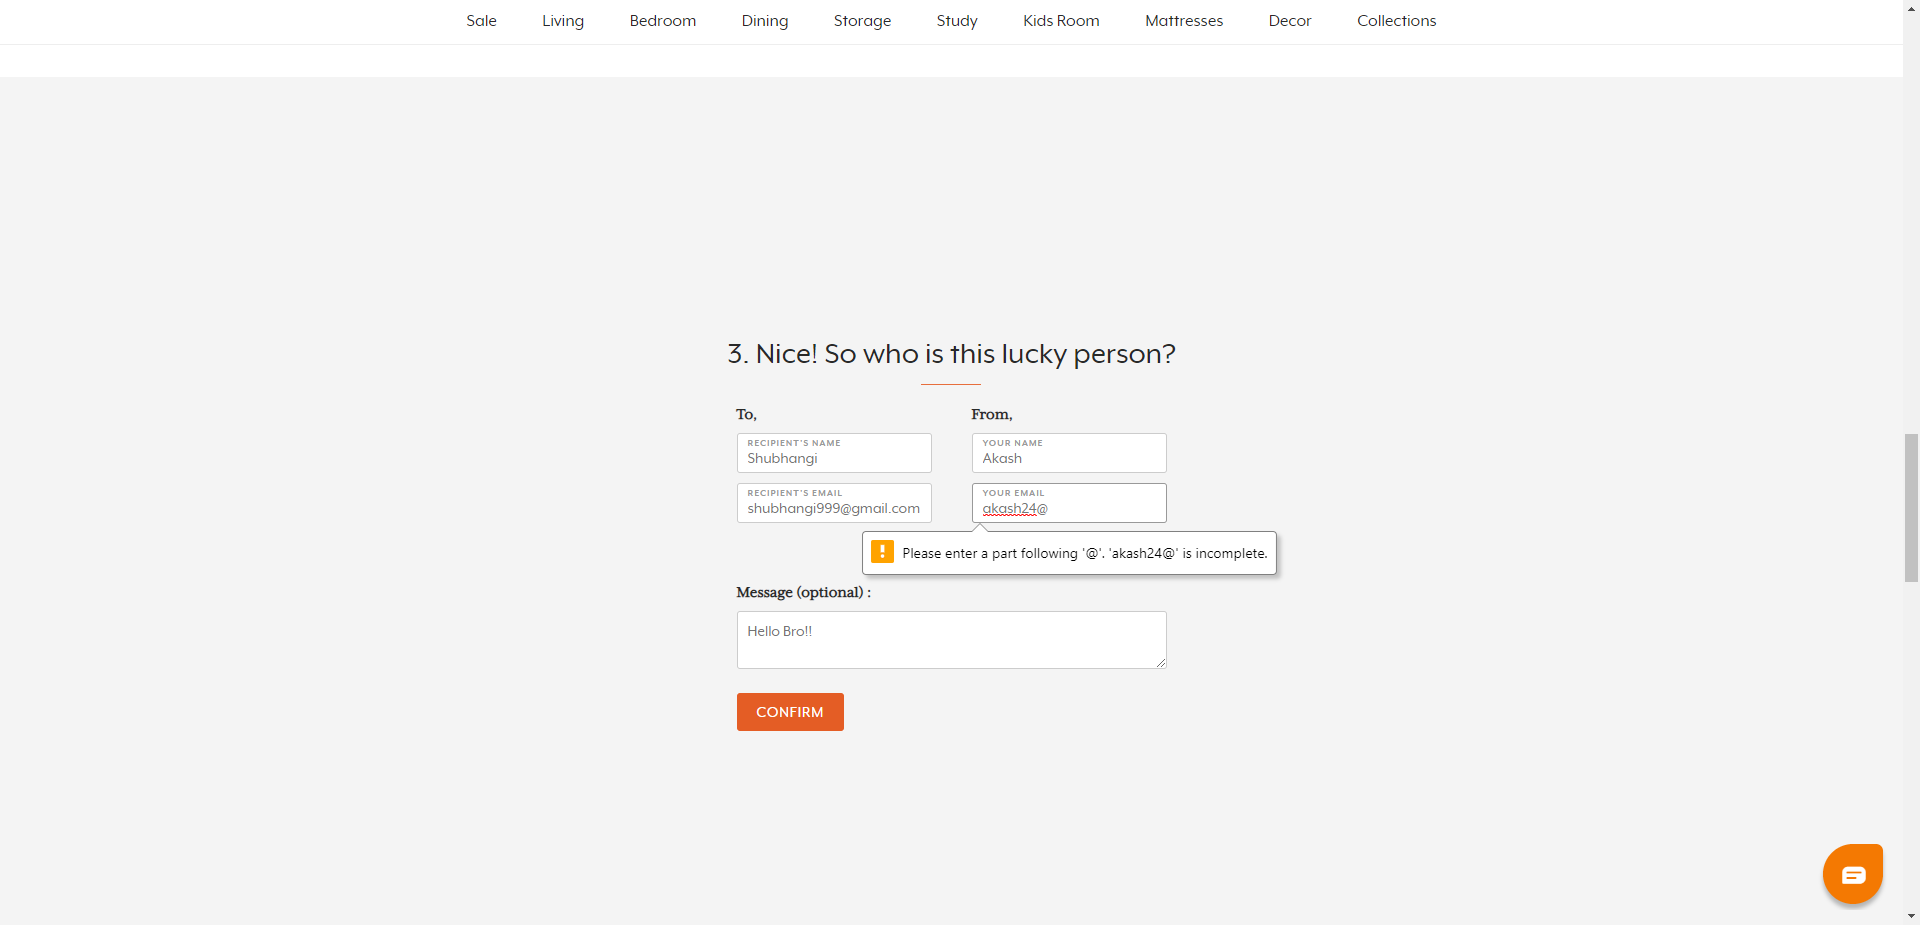 Sale Living Bedroom Dining Storage Study Kids Room Mattresses Decor Collections
3. Nice! So who is this lucky person?
To, From,
RECIPIENT'S NAME YOUR NAME
Shubhangi Akash
RECIPIENT'S EMAIL YOUR EMAIL
shubhangi999@gmail.com akash24@
Please enter a part following '@'. 'akash24@' is incomplete.
Message (optional) :
Hello Bro!!
CONFIRM